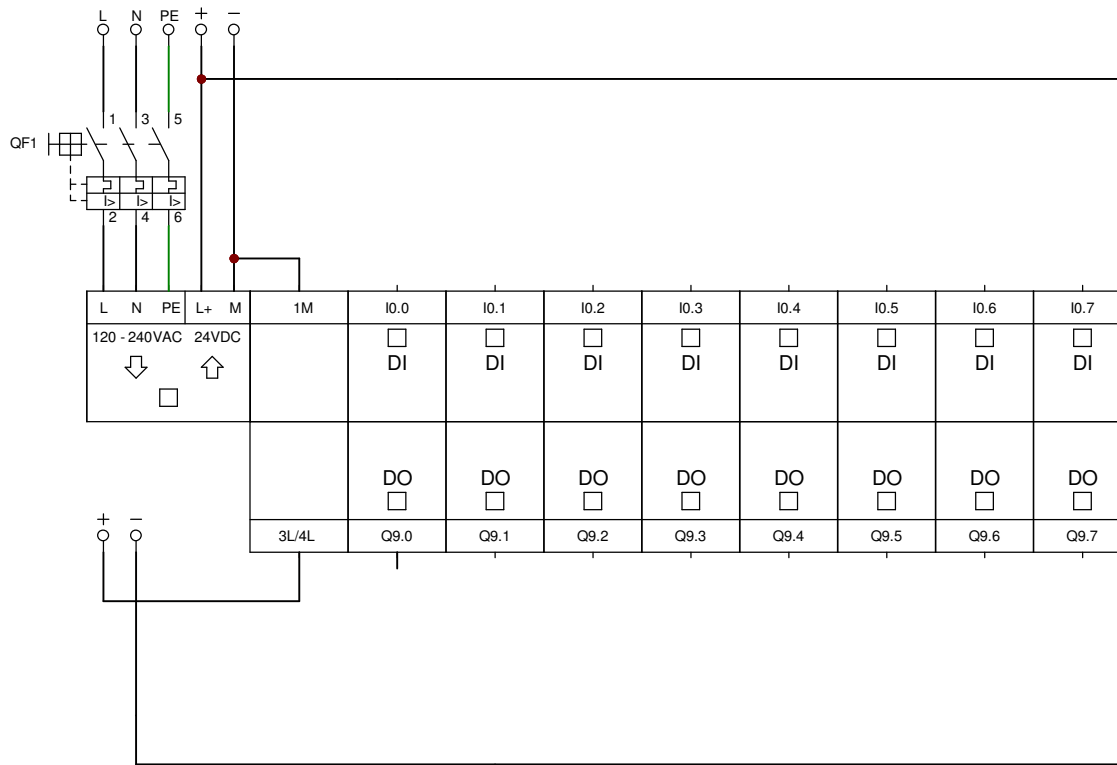 L N PE + −
1 3 5
QF1
I> I> I>
2 4 6
L N PE L+ M 1M I0.0 I0.1 I0.2 I0.3 I0.4 I0.5 I0.6 I0.7
120 - 240VAC 24VDC
DI DI DI DI DI DI DI DI
DO DO DO DO DO DO DO DO
+ −
3L/4L Q9.0 Q9.1 Q9.2 Q9.3 Q9.4 Q9.5 Q9.6 Q9.7